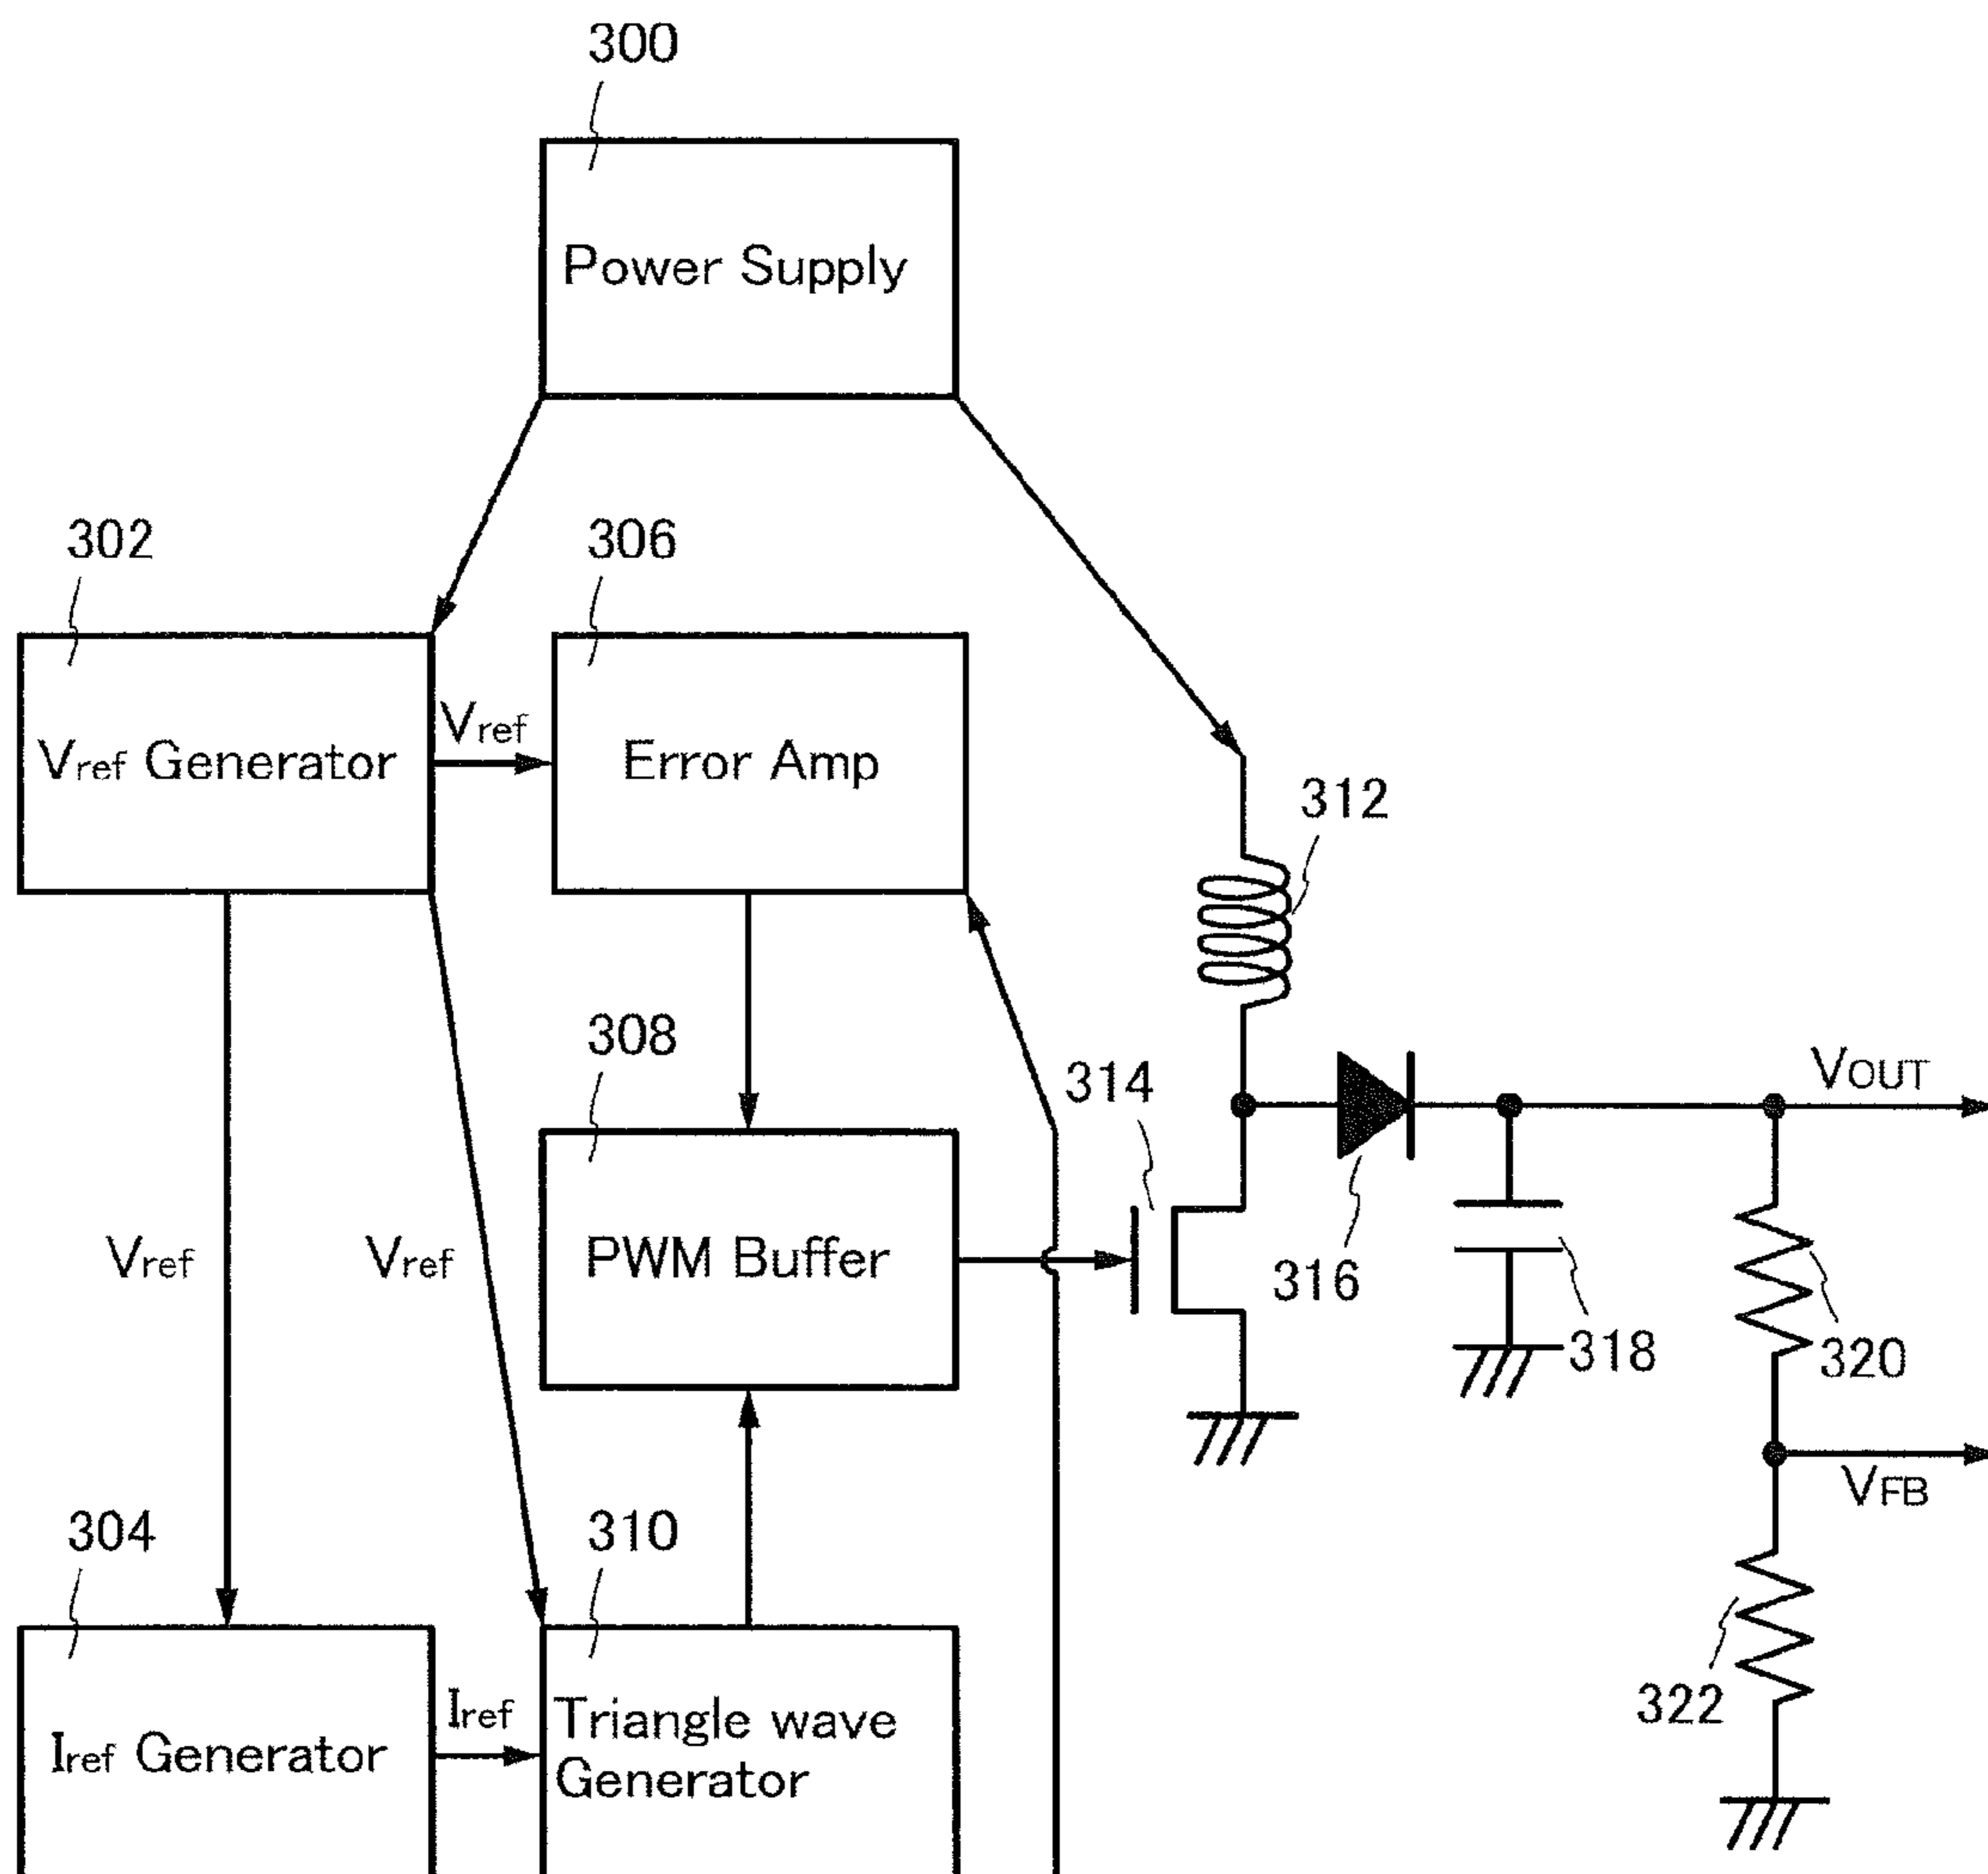 300
Power Supply
302
306
Vref Generator
Vref
Error Amp
312
308
314
VOUT
Vref
Vref
PWM Buffer
316
318
320
VFB
304
310
322
Iref Generator
Iref
Triangle wave
Generator